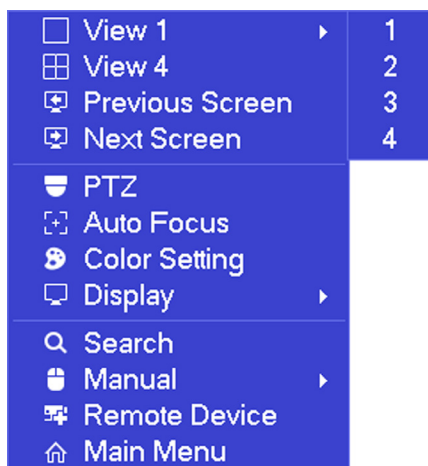 View 1 1
View 4 2
Previous Screen 3
Next Screen 4
PTZ
Auto Focus
Color Setting
Display
Search
Manual
Remote Device
Main Menu